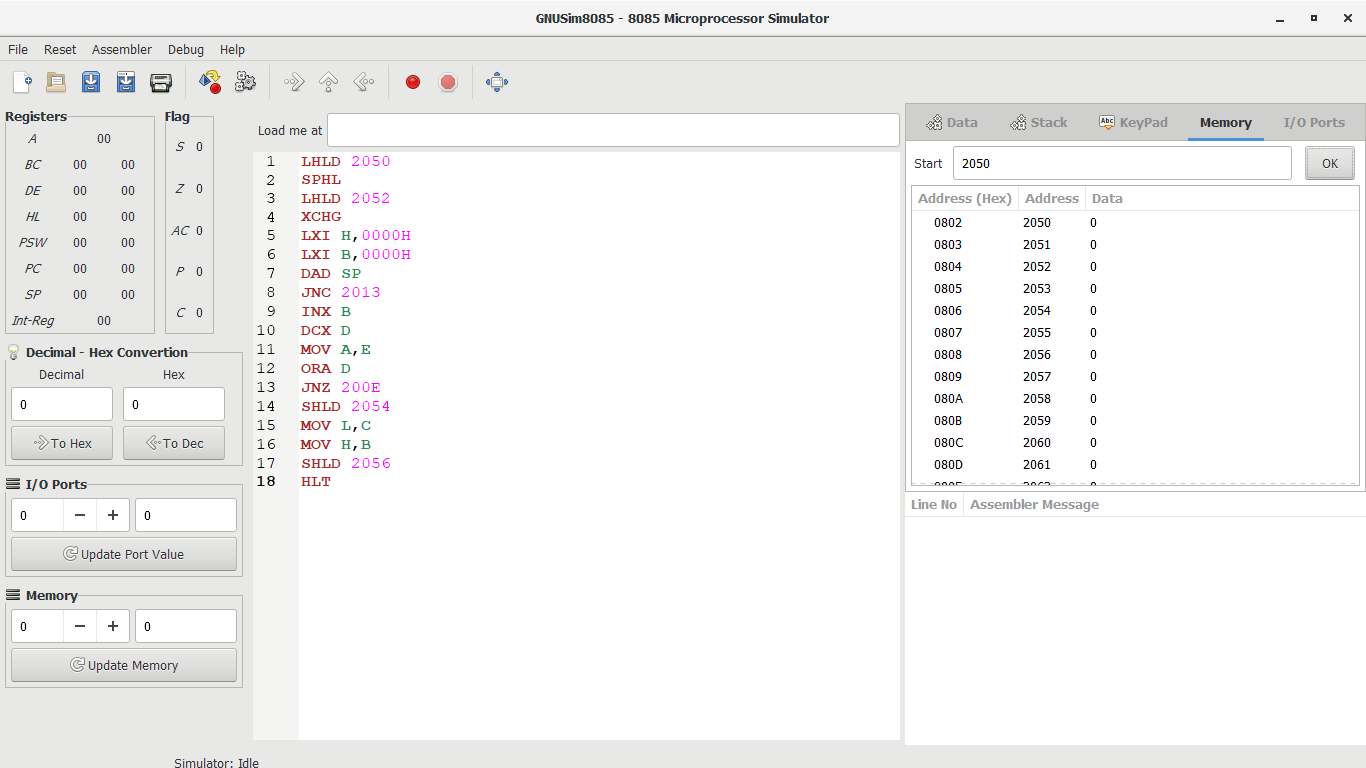 GNUSim8085 - 8085 Microprocessor Simulator
File Reset Assembler Debug Help
Registers
A 00
BC 00 00
DE 00 00
HL 00 00
PSW 00 00
PC 00 00
SP 00 00
Int-Reg 00
Flag
S 0
Z 0
AC 0
P 0
C 0
Decimal - Hex Convertion
Decimal Hex
0 0
To Hex To Dec
I/O Ports
0 − + 0
Update Port Value
Memory
0 − + 0
Update Memory
Load me at
1 LHLD 2050
2 SPHL
3 LHLD 2052
4 XCHG
5 LXI H,0000H
6 LXI B,0000H
7 DAD SP
8 JNC 2013
9 INX B
10 DCX D
11 MOV A,E
12 ORA D
13 JNZ 200E
14 SHLD 2054
15 MOV L,C
16 MOV H,B
17 SHLD 2056
18 HLT
Data Stack Abc KeyPad Memory I/O Ports
Start 2050 OK
Address (Hex) Address Data
0802 2050 0
0803 2051 0
0804 2052 0
0805 2053 0
0806 2054 0
0807 2055 0
0808 2056 0
0809 2057 0
080A 2058 0
080B 2059 0
080C 2060 0
080D 2061 0
Line No Assembler Message
Simulator: Idle